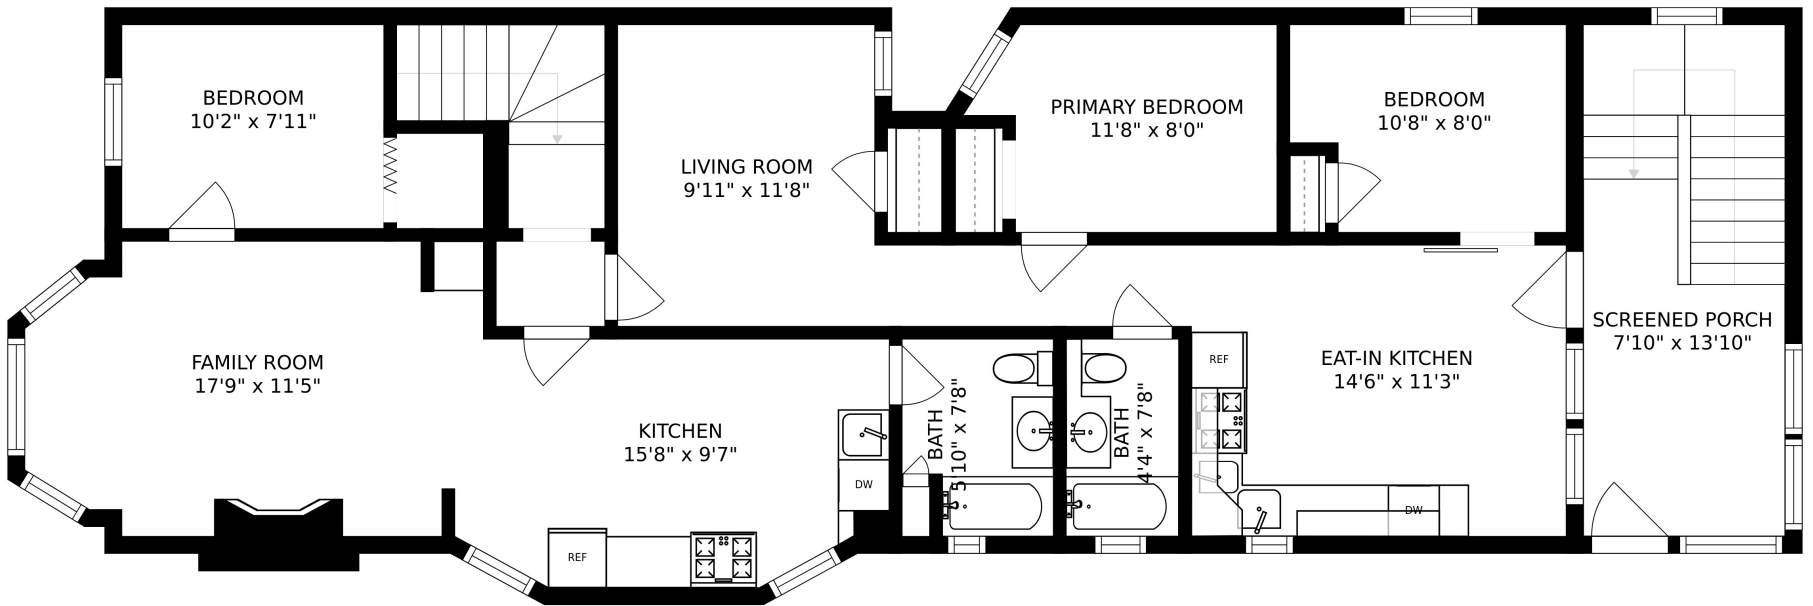 BEDROOM
10'2" x 7'11"
LIVING ROOM
9'11" x 11'8"
PRIMARY BEDROOM
11'8" x 8'0"
BEDROOM
10'8" x 8'0"
SCREENED PORCH
7'10" x 13'10"
FAMILY ROOM
17'9" x 11'5"
KITCHEN
15'8" x 9'7"
DW
REF
BATH
5'10" x 7'8"
BATH
4'4" x 7'8"
REF
EAT-IN KITCHEN
14'6" x 11'3"
DW